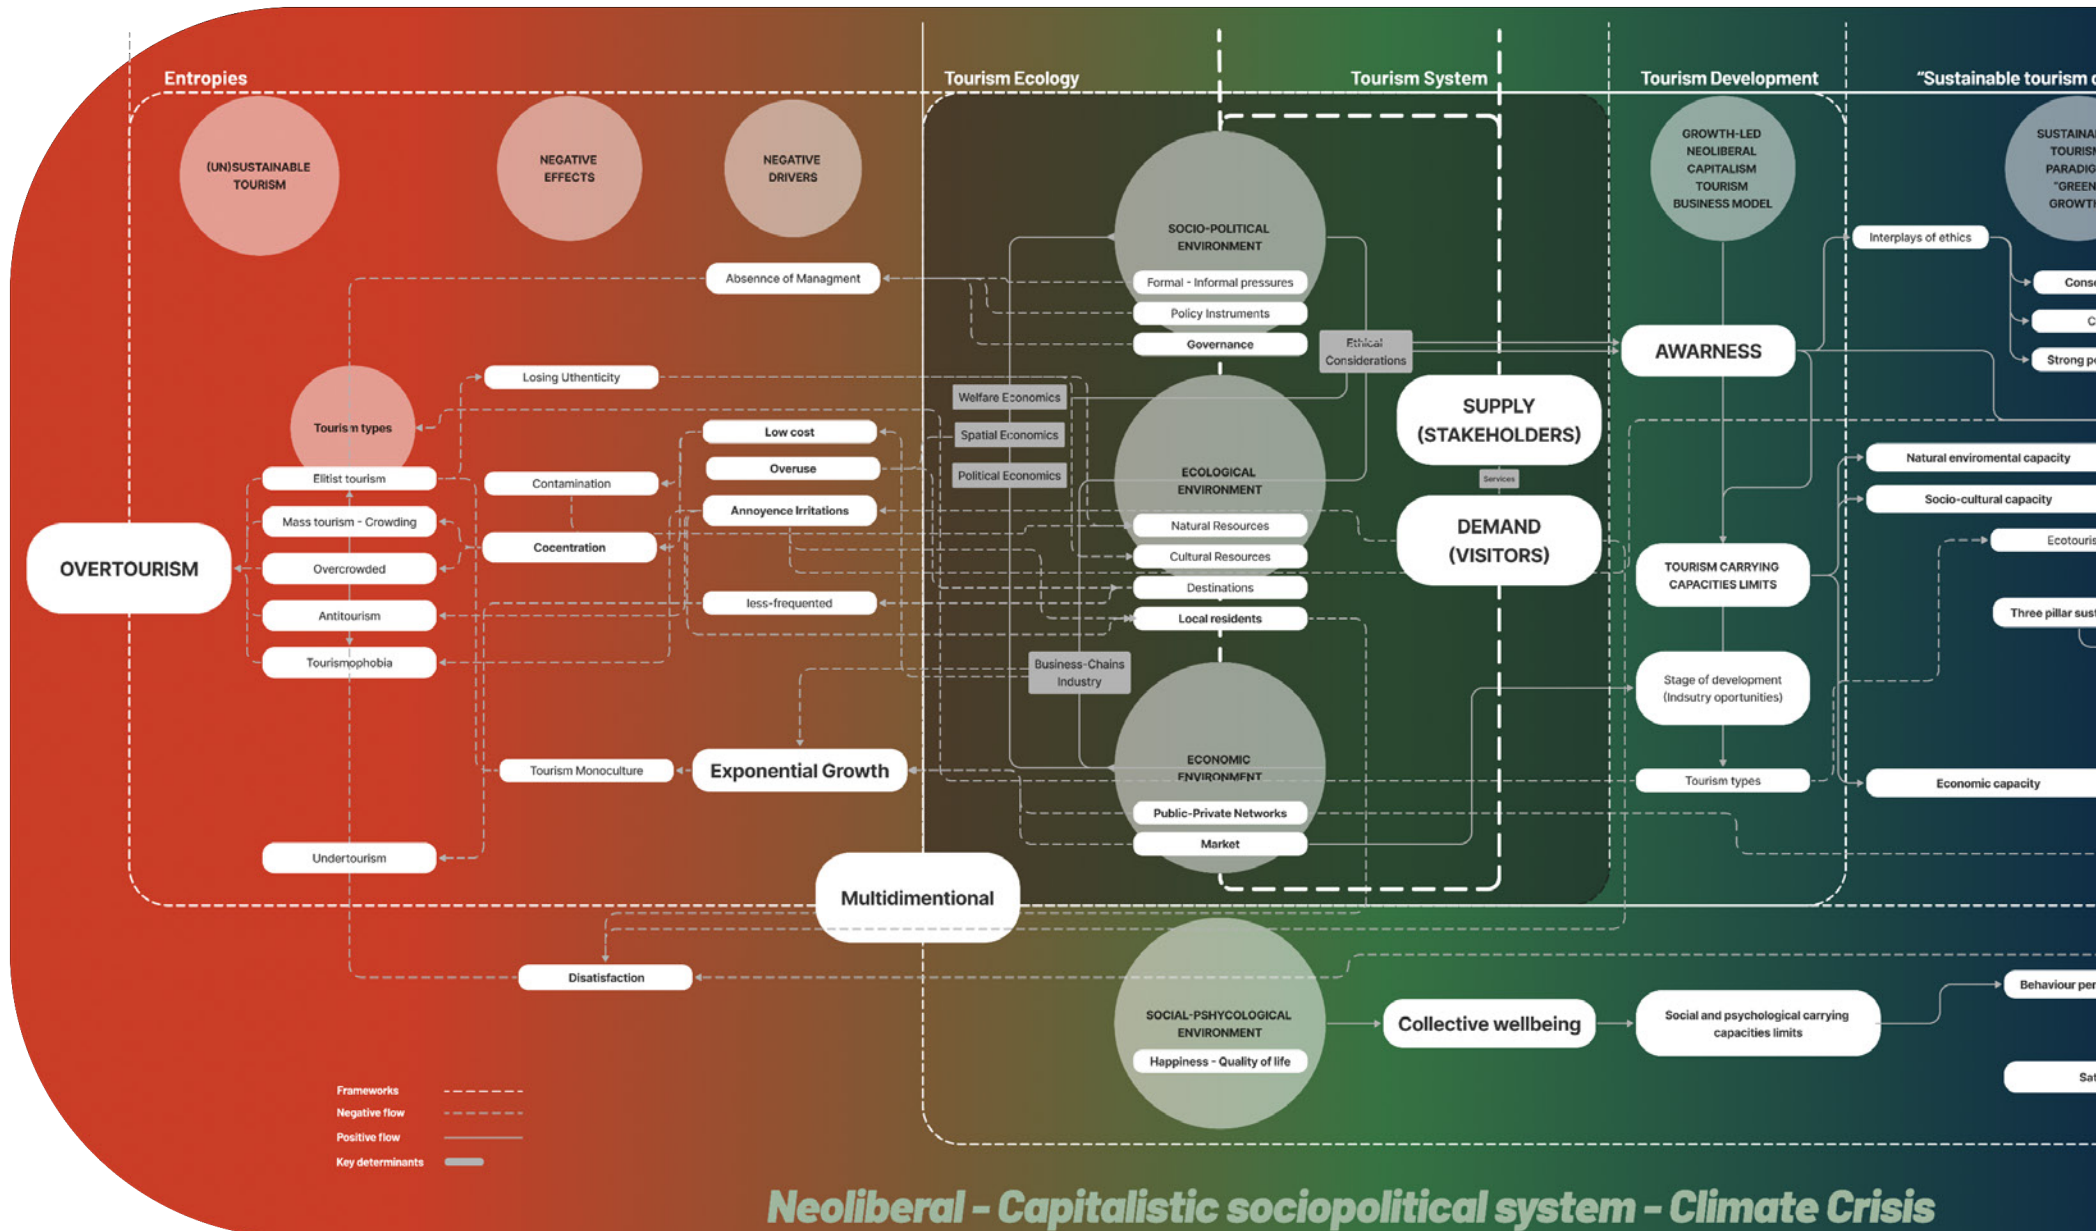 Entropies
Tourism Ecology
Tourism System
Tourism Development
"Sustainable tourism
(UN)SUSTAINABLE
TOURISM
NEGATIVE
EFFECTS
NEGATIVE
DRIVERS
SOCIO-POLITICAL
ENVIRONMENT
GROWTH-LED
NEOLIBERAL
CAPITALISM
TOURISM
BUSINESS MODEL
TOURISM
"GREEN
GROWTH
Interplays of ethics
Absennce of Managment
Formal - Informal pressures
Policy Instruments
Governance
Ethical
Considerations
AWARNESS
Strong
Losing Uthenticity
Welfare Economics
Spatial Economics
Political Economics
SUPPLY
(STAKEHOLDERS)
Services
DEMAND
(VISITORS)
Tourism types
Low cost
Overuse
Annoyence Irritations
less-frequented
Elitist tourism
Mass tourism - Crowding
Overcrowded
Antitourism
Tourismophobia
OVERTOURISM
Contamination
Cocentration
ECOLOGICAL
ENVIRONMENT
Natural Resources
Cultural Resources
Destinations
Local residents
Natural enviromental capacity
Socio-cultural capacity
TOURISM CARRYING
CAPACITIES LIMITS
Three pillar
Business-Chains
Industry
Stage of development
(Indsutry oportunities)
Tourism Monoculture
Exponential Growth
ECONOMIC
ENVIRONMENT
Public-Private Networks
Market
Tourism types
Economic capacity
Undertourism
Multidimentional
Disatisfaction
SOCIAL-PSHYCOLOGICAL
ENVIRONMENT
Happiness - Quality of life
Collective wellbeing
Social and psychological carrying
capacities limits
Behaviour
Frameworks
Negative flow
Positive flow
Key determinants
Neoliberal - Capitalistic sociopolitical system - Climate Crisis